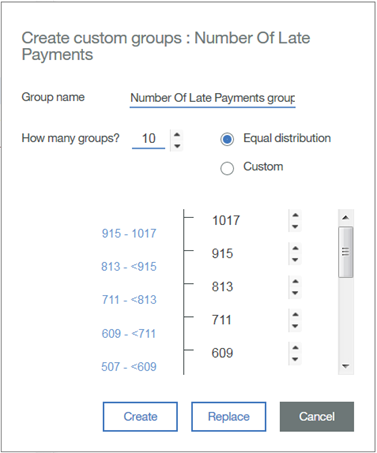 Create custom groups : Number Of Late
Payments
Group name Number Of Late Payments group
How many groups? 10 Equal distribution
Custom
1017
915 - 1017
915
813 - <915
813
711 - <813
711
609 - <711
609
507 - <609
Create Replace Cancel